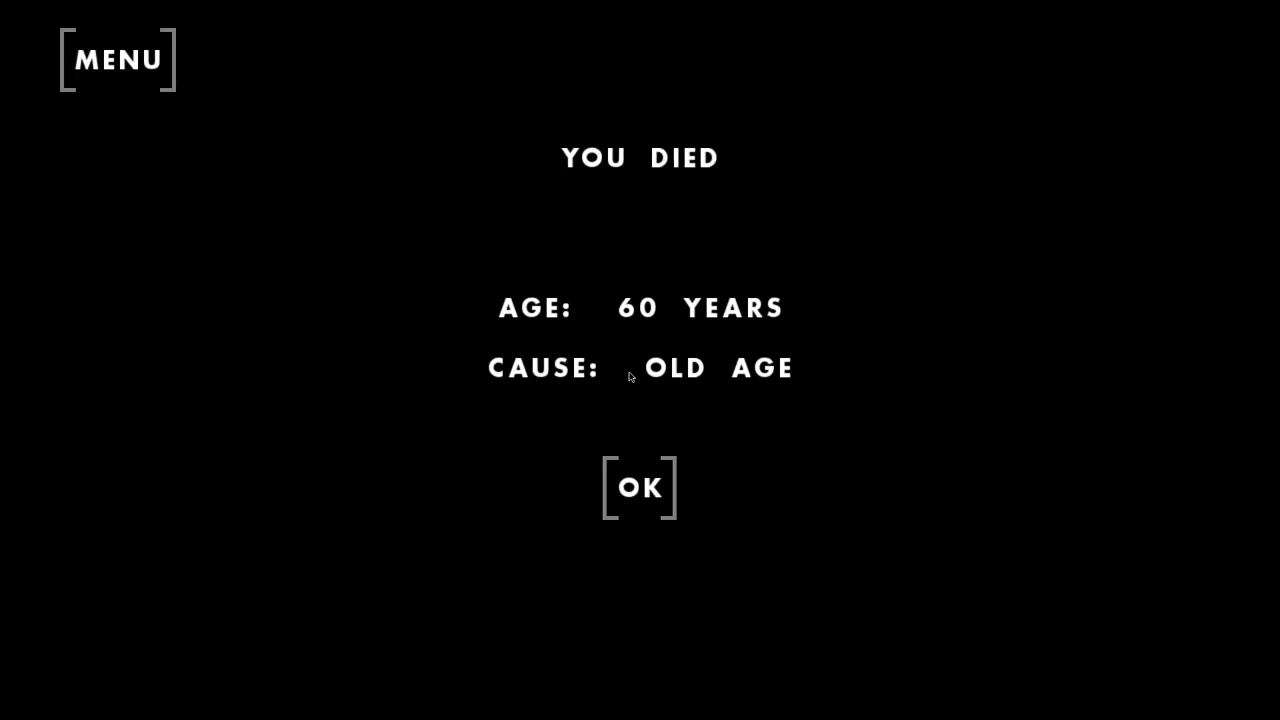 MENU
YOU DIED
AGE: 60 YEARS
CAUSE: OLD AGE
OK